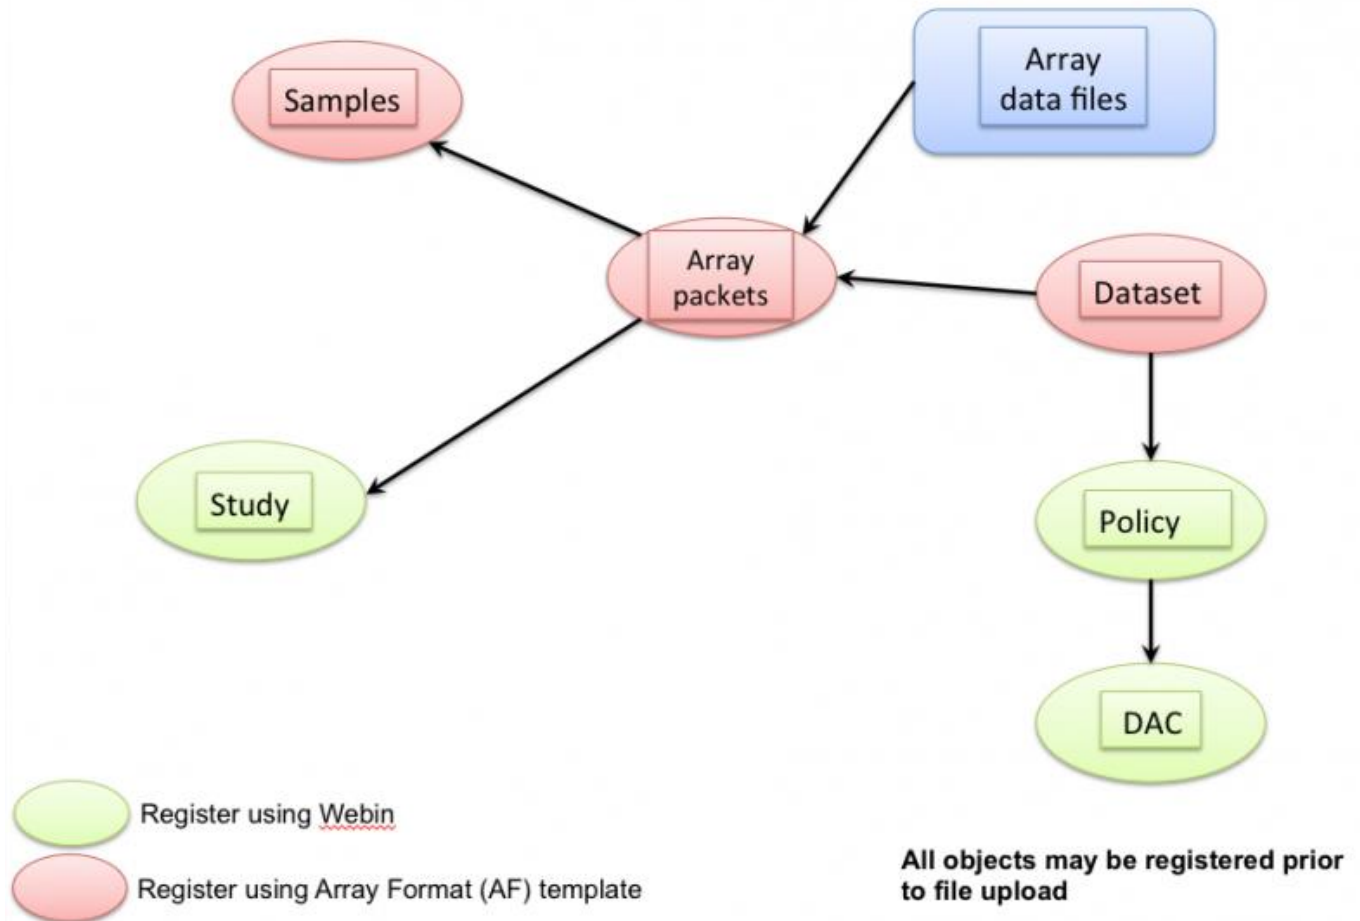 Samples
Array
data files
Array
packets
Dataset
Study
Policy
DAC
Register using Webin
Register using Array Format (AF) template
All objects may be registered prior
to file upload